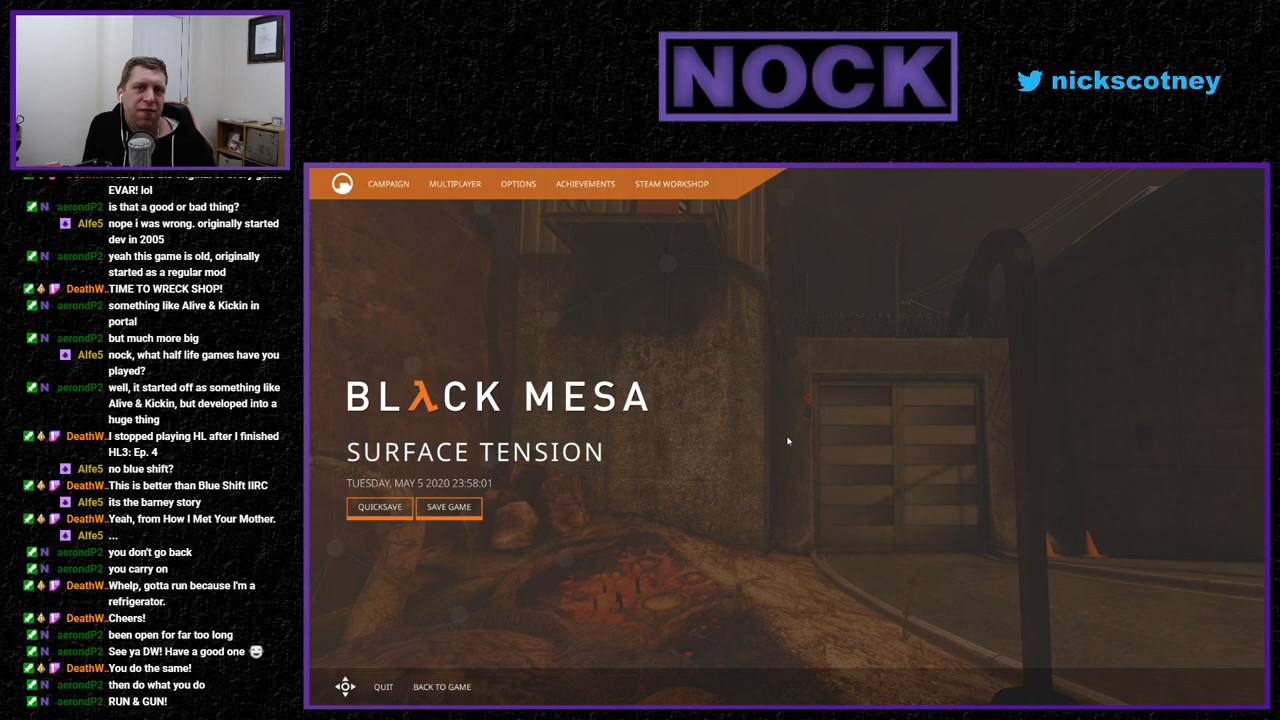 NOCK
nickscotney
EVAR! lol
aerondP2 is that a good or bad thing?
Alfe5 nope i was wrong. originally started
dev in 2005
aerondP2 yeah this game is old, originally
started as a regular mod
DeathW.. TIME TO WRECK SHOP!
aerondP2 something like Alive & Kickin in
portal
aerondP2 but much more big
Alfe5 nock, what half life games have you
played?
aerondP2 well, it started off as something like
Alive & Kickin, but developed into a
huge thing
DeathW.. I stopped playing HL after I finished
HL3: Ep. 4
Alfe5 no blue shift?
DeathW.. This is better than Blue Shift IIRC
Alfe5 its the barney story
DeathW.. Yeah, from How I Met Your Mother.
Alfe5 ...
aerondP2 you don't go back
aerondP2 you carry on
DeathW.. Whelp, gotta run because I'm a
refrigerator.
DeathW.. Cheers!
aerondP2 been open for far too long
aerondP2 See ya DW! Have a good one
DeathW.. You do the same!
aerondP2 then do what you do
aerondP2 RUN & GUN!
CAMPAIGN MULTIPLAYER OPTIONS ACHIEVEMENTS STEAM WORKSHOP
BLλCK MESA
SURFACE TENSION
TUESDAY, MAY 5 2020 23:58:01
QUICKSAVE SAVE GAME
QUIT BACK TO GAME